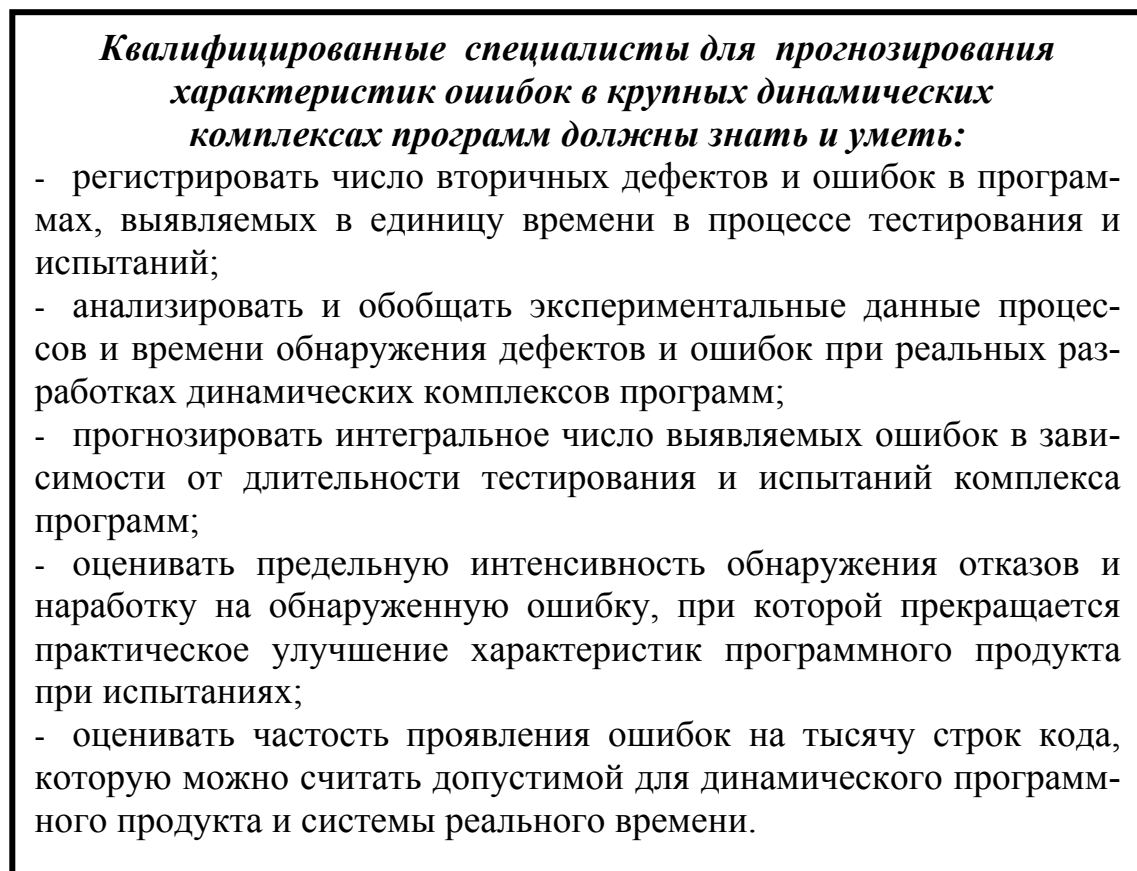 Квалифицированные специалисты для прогнозирования
характеристик ошибок в крупных динамических
комплексах программ должны знать и уметь:
- регистрировать число вторичных дефектов и ошибок в програм-
мах, выявляемых в единицу времени в процессе тестирования и
испытаний;
- анализировать и обобщать экспериментальные данные процес-
сов и времени обнаружения дефектов и ошибок при реальных раз-
работках динамических комплексов программ;
- прогнозировать интегральное число выявляемых ошибок в зави-
симости от длительности тестирования и испытаний комплекса
программ;
- оценивать предельную интенсивность обнаружения отказов и
наработку на обнаруженную ошибку, при которой прекращается
практическое улучшение характеристик программного продукта
при испытаниях;
- оценивать частость проявления ошибок на тысячу строк кода,
которую можно считать допустимой для динамического программ-
ного продукта и системы реального времени.